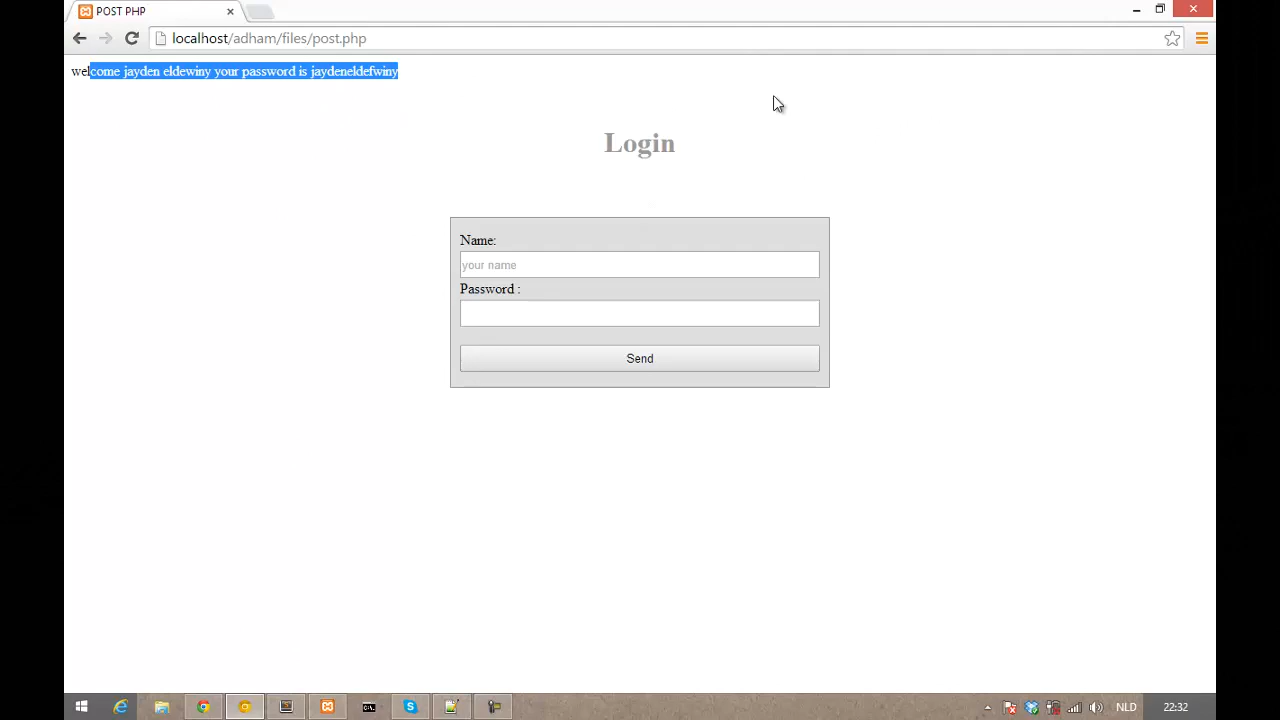 POST PHP
localhost/adham/files/post.php
welcome jayden eldewiny your password is jaydeneldefwiny
Login
Name:
your name
Password :
Send
NLD
22:32